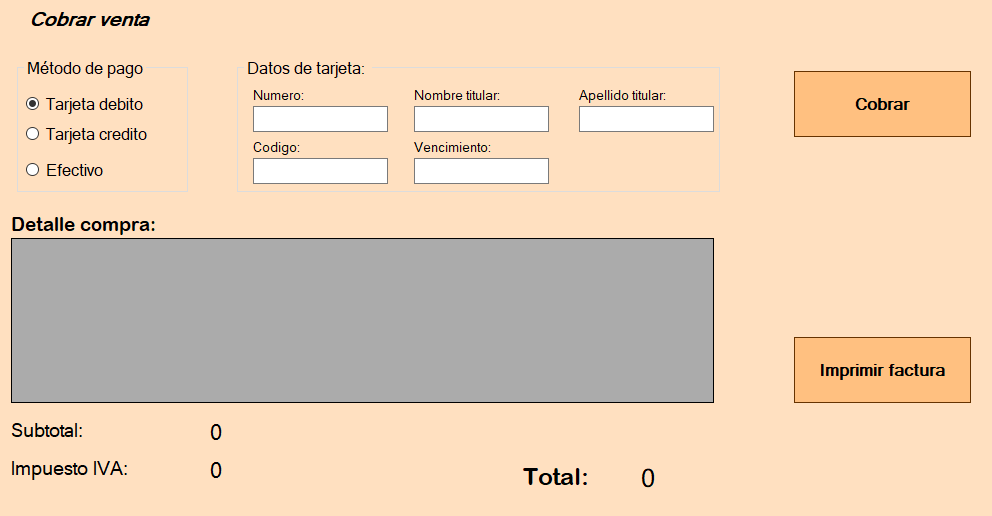 Cobrar venta
Método de pago
Tarjeta debito
Tarjeta credito
Efectivo
Datos de tarjeta:
Numero:
Nombre titular:
Apellido titular:
Codigo:
Vencimiento:
Cobrar
Detalle compra:
Imprimir factura
Subtotal: 0
Impuesto IVA: 0
Total: 0